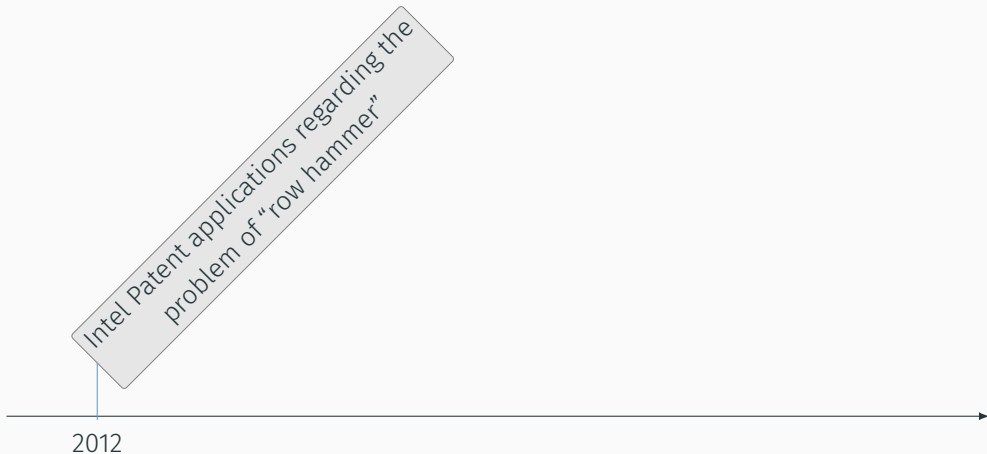 Intel Patent applications regarding the
problem of “row hammer”
2012